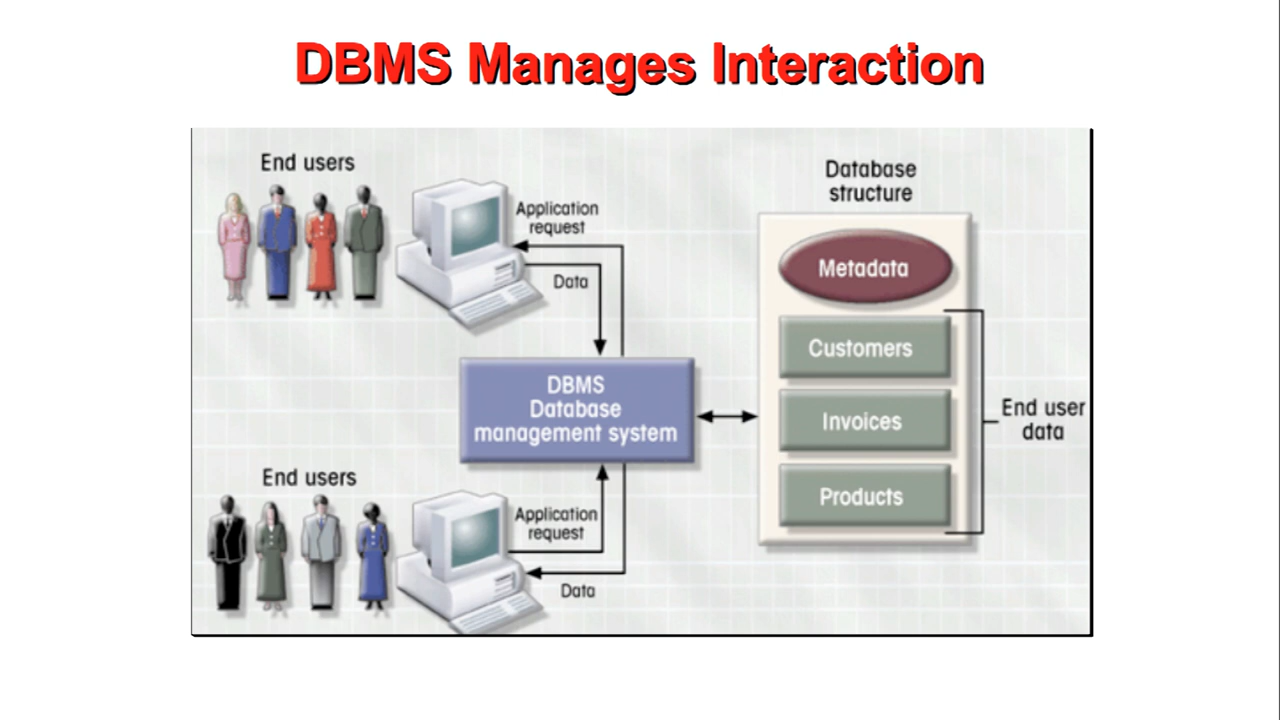 DBMS Manages Interaction
End users
Application
request
Data
Database
structure
Metadata
Customers
Invoices
Products
End user
data
DBMS
Database
management system
End users
Application
request
Data